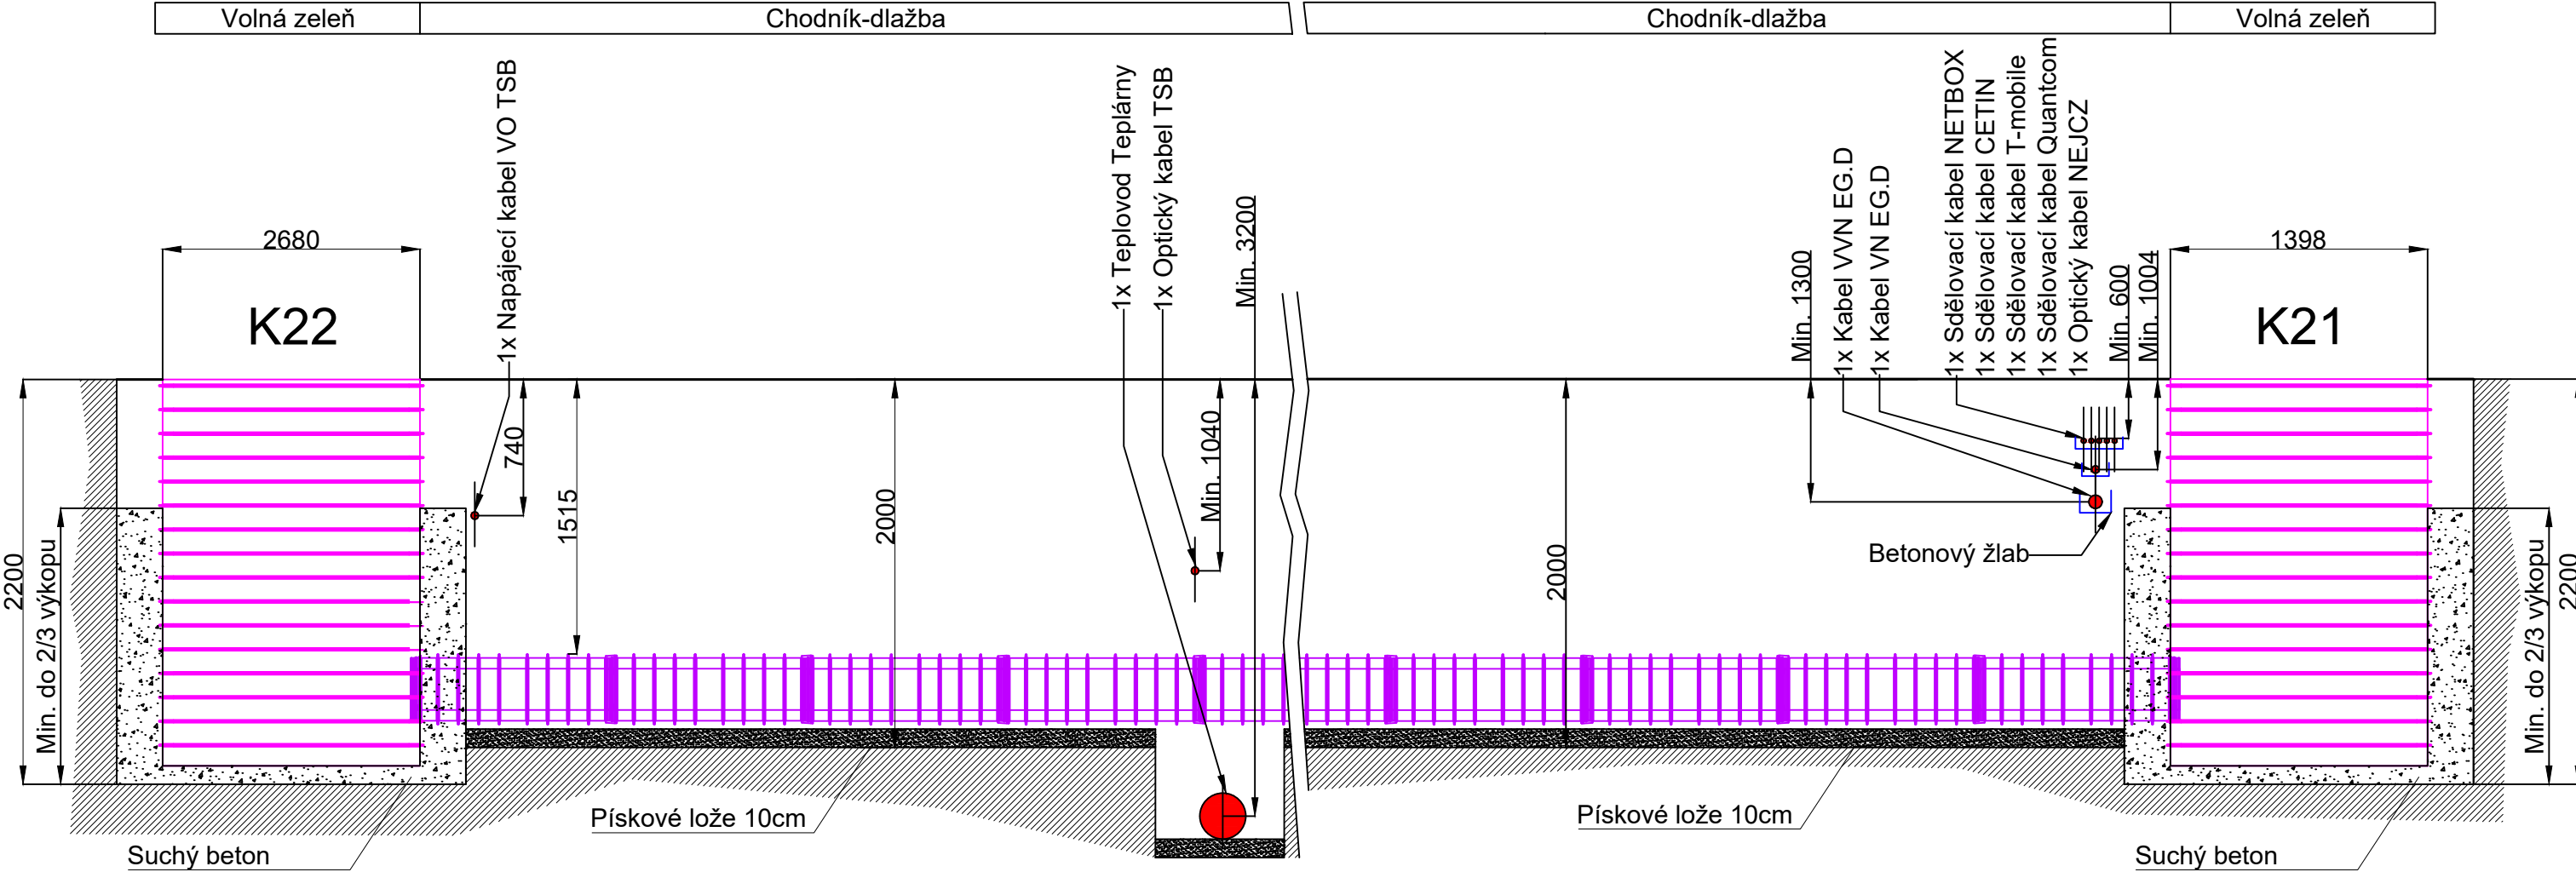 Volná zeleň
Chodník-dlažba
Chodník-dlažba
Volná zeleň
1x Napájecí kabel VO TSB
1x Teplovod Teplárny
1x Optický kabel TSB
Min. 3200
Min. 1300
1x Kabel VVN EG.D
1x Kabel VN EG.D
1x Sdělovací kabel NETBOX
1x Sdělovací kabel CETIN
1x Sdělovací kabel T-mobile
1x Sdělovací kabel Quantcom
1x Optický kabel NEJCZ
Min. 600
Min. 1004
2680
1398
K22
K21
740
1515
2000
Min. 1040
2000
Betonový žlab
2200
Min. do 2/3 výkopu
Min. do 2/3 výkopu
2200
Pískové lože 10cm
Pískové lože 10cm
Suchý beton
Suchý beton